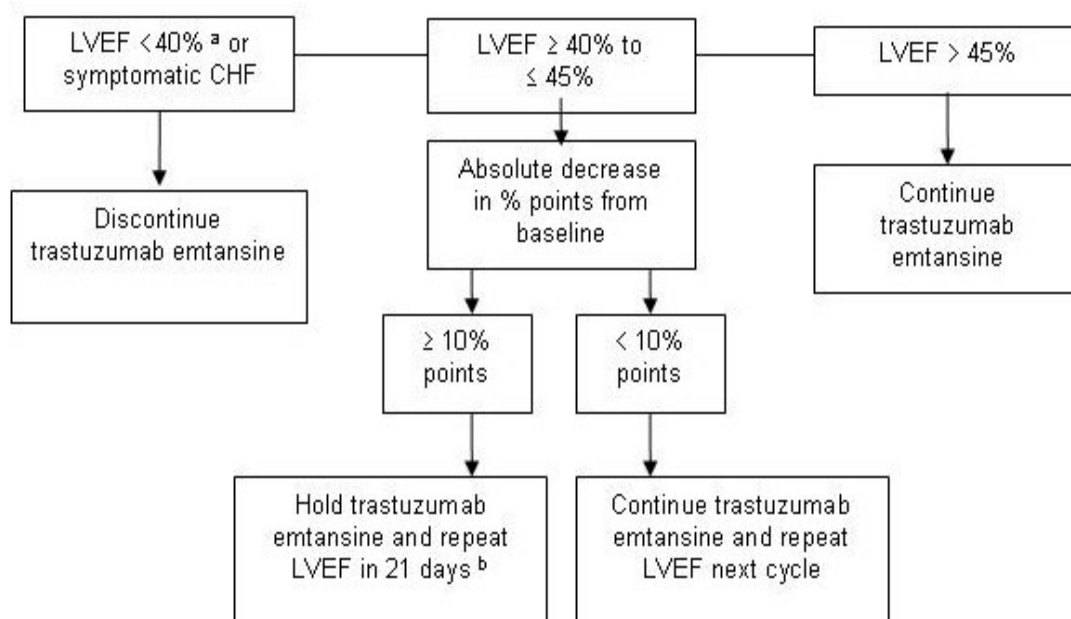 LVEF <40% ᵃ or
symptomatic CHF
LVEF ≥ 40% to
≤ 45%
LVEF > 45%
Discontinue
trastuzumab emtansine
Absolute decrease
in % points from
baseline
Continue
trastuzumab
emtansine
≥ 10%
points
< 10%
points
Hold trastuzumab
emtansine and repeat
LVEF in 21 days ᵇ
Continue trastuzumab
emtansine and repeat
LVEF next cycle